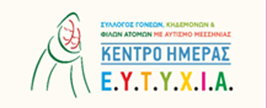 ΣΥΛΛΟΓΟΣ ΓΟΝΕΩΝ, ΚΗΔΕΜΟΝΩΝ &
ΦΙΛΩΝ ΑΤΟΜΩΝ ΜΕ ΑΥΤΙΣΜΟ ΜΕΣΣΗΝΙΑΣ
ΚΕΝΤΡΟ ΗΜΕΡΑΣ
Ε.Υ.Τ.Υ.Χ.Ι.Α.